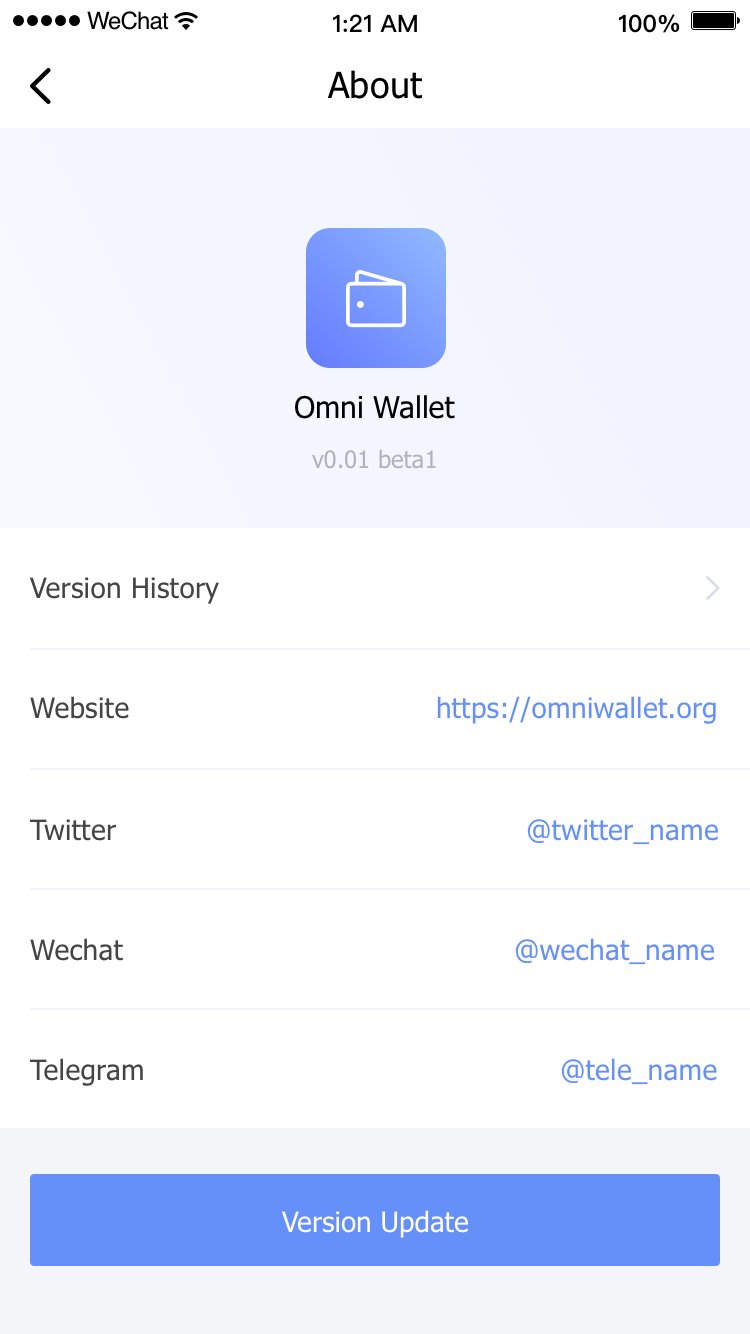 WeChat 1:21 AM 100%
About
Omni Wallet
v0.01 beta1
Version History
Website https://omniwallet.org
Twitter @twitter_name
Wechat @wechat_name
Telegram @tele_name
Version Update